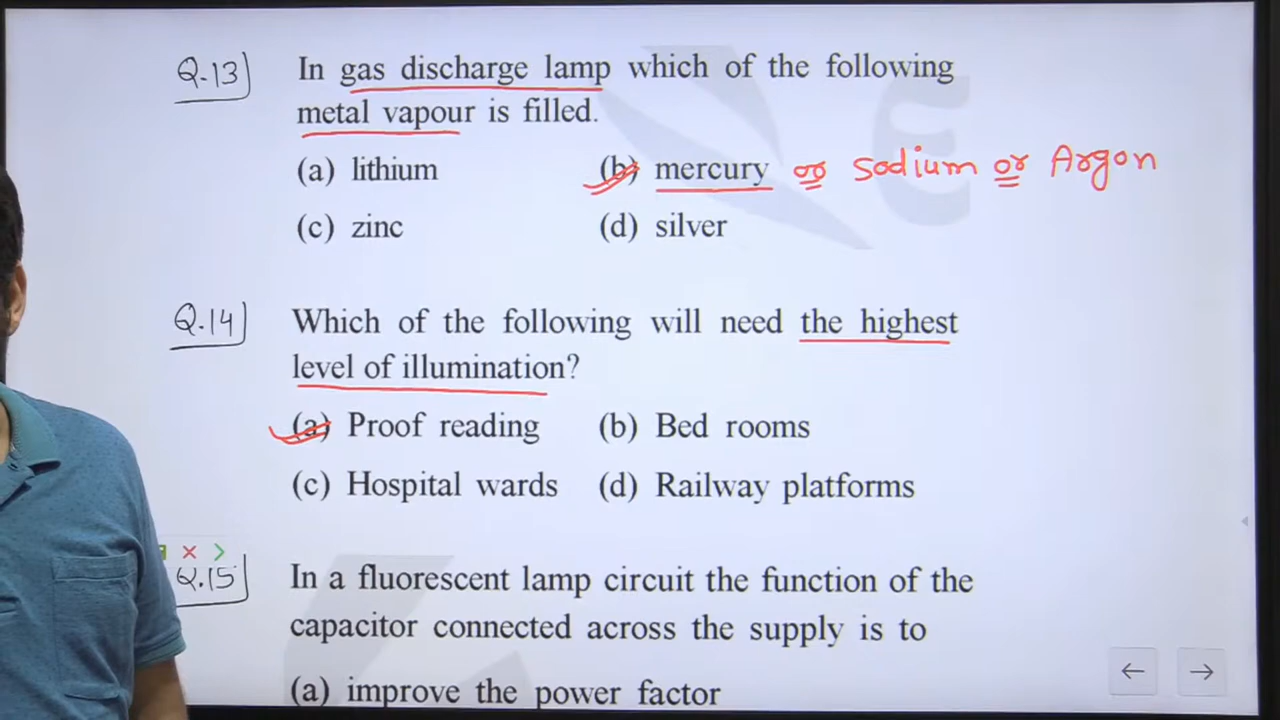 Q.13) In gas discharge lamp which of the following
metal vapour is filled.
(a) lithium (b) mercury or Sodium or Argon
(c) zinc (d) silver
Q.14) Which of the following will need the highest
level of illumination?
(a) Proof reading (b) Bed rooms
(c) Hospital wards (d) Railway platforms
Q.15) In a fluorescent lamp circuit the function of the
capacitor connected across the supply is to
(a) improve the power factor